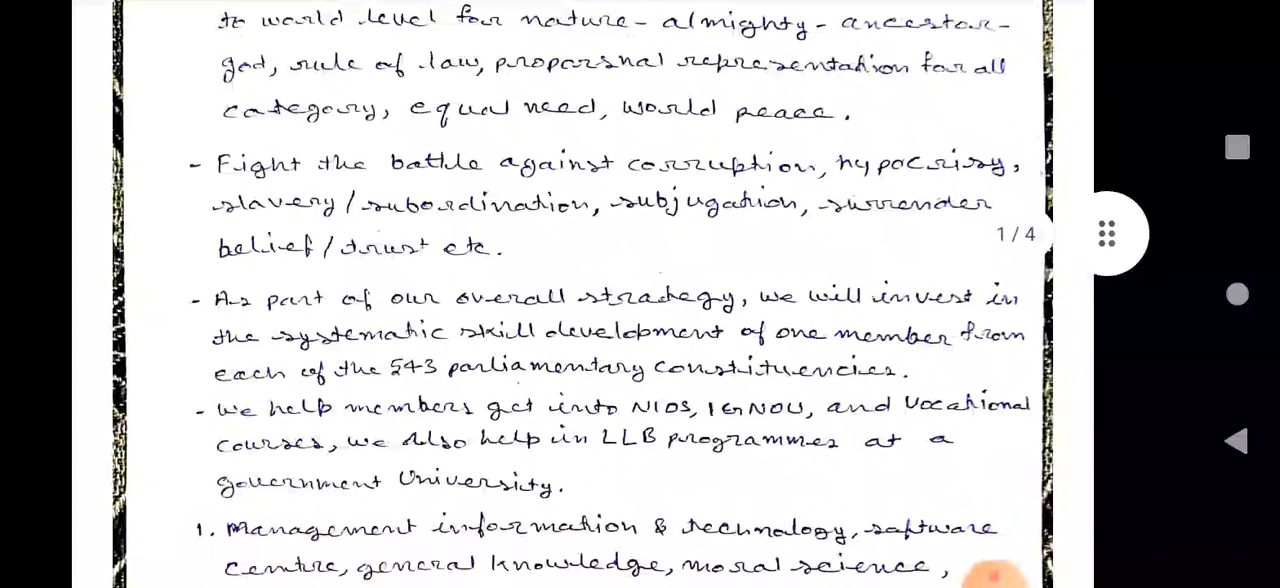 to world level for nature - almighty - ancestor -
god, rule of law, proparsnal representation for all
category, equal need, world peace.
- Fight the battle against corruption, hypocrisy,
slavery / subordination, subjugation, surrender
belief / trust etc.
1 / 4
- As part of our overall strategy, we will invest in
the systematic skill development of one member from
each of the 543 parliamentary constituencies.
- We help members get into NIOS, IGNOU, and Vocational
courses, we also help in LLB programmes at a
government University.
1. Management information & technology, saftware
centre, general knowledge, moral science,